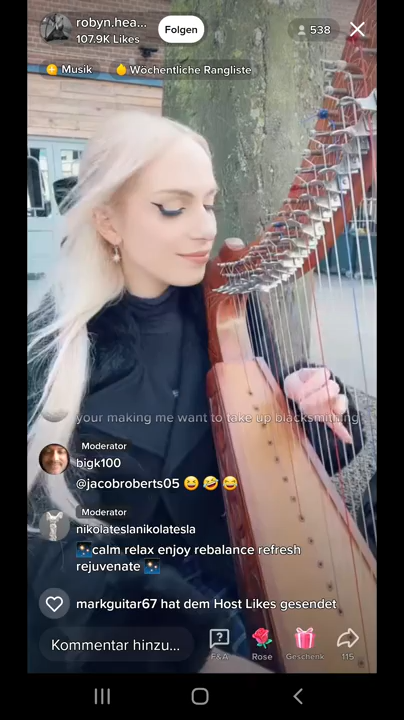 robyn.hea...
107.9K Likes
Folgen
538
Musik
Wöchentliche Rangliste
your making me want to take up blacksmithing
Moderator
bigk100
@jacobroberts05 😆 🤣 😂
Moderator
nikolateslanikolatesla
🎇calm relax enjoy rebalance refresh
rejuvenate 🎇
markguitar67 hat dem Host Likes gesendet
Kommentar hinzu...
F&A
Rose
Geschenk
115